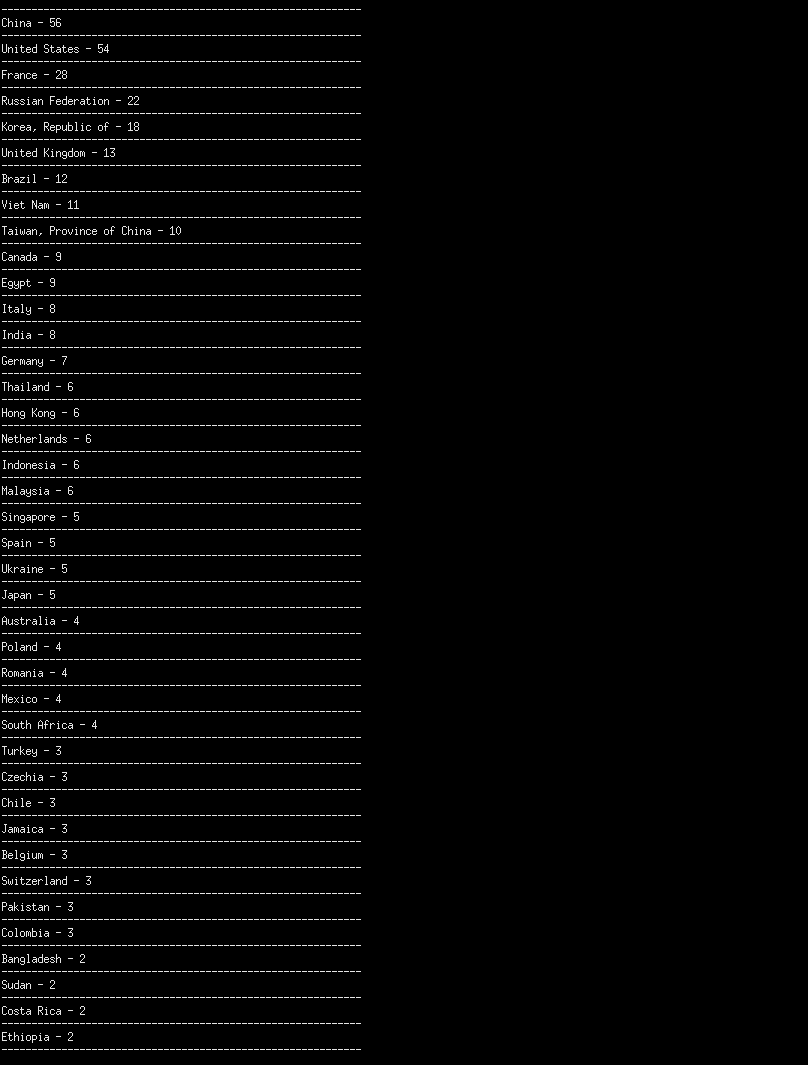 ------------------------------------------------------------
China - 56
------------------------------------------------------------
United States - 54
------------------------------------------------------------
France - 28
------------------------------------------------------------
Russian Federation - 22
------------------------------------------------------------
Korea, Republic of - 18
------------------------------------------------------------
United Kingdom - 13
------------------------------------------------------------
Brazil - 12
------------------------------------------------------------
Viet Nam - 11
------------------------------------------------------------
Taiwan, Province of China - 10
------------------------------------------------------------
Canada - 9
------------------------------------------------------------
Egypt - 9
------------------------------------------------------------
Italy - 8
------------------------------------------------------------
India - 8
------------------------------------------------------------
Germany - 7
------------------------------------------------------------
Thailand - 6
------------------------------------------------------------
Hong Kong - 6
------------------------------------------------------------
Netherlands - 6
------------------------------------------------------------
Indonesia - 6
------------------------------------------------------------
Malaysia - 6
------------------------------------------------------------
Singapore - 5
------------------------------------------------------------
Spain - 5
------------------------------------------------------------
Ukraine - 5
------------------------------------------------------------
Japan - 5
------------------------------------------------------------
Australia - 4
------------------------------------------------------------
Poland - 4
------------------------------------------------------------
Romania - 4
------------------------------------------------------------
Mexico - 4
------------------------------------------------------------
South Africa - 4
------------------------------------------------------------
Turkey - 3
------------------------------------------------------------
Czechia - 3
------------------------------------------------------------
Chile - 3
------------------------------------------------------------
Jamaica - 3
------------------------------------------------------------
Belgium - 3
------------------------------------------------------------
Switzerland - 3
------------------------------------------------------------
Pakistan - 3
------------------------------------------------------------
Colombia - 3
------------------------------------------------------------
Bangladesh - 2
------------------------------------------------------------
Sudan - 2
------------------------------------------------------------
Costa Rica - 2
------------------------------------------------------------
Ethiopia - 2
------------------------------------------------------------